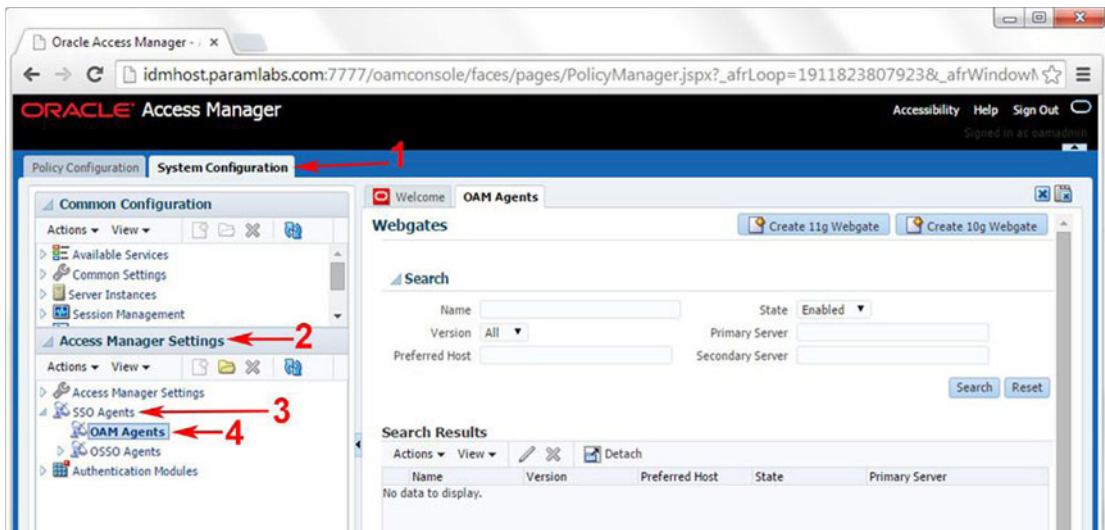 Oracle Access Manager - /
idmhost.paramlabs.com:7777/oamconsole/faces/pages/PolicyManager.jspx?_afrLoop=19118238079238&_afrWindowM
ORACLE Access Manager
Accessibility Help Sign Out
Signed in as oamadmin
Policy Configuration System Configuration 1
Common Configuration
Actions View
Available Services
Common Settings
Server Instances
Session Management
Access Manager Settings 2
Actions View
Access Manager Settings
SSO Agents 3
OAM Agents 4
OSSO Agents
Authentication Modules
Welcome OAM Agents
Webgates Create 11g Webgate Create 10g Webgate
Search
Name State Enabled
Version All Primary Server
Preferred Host Secondary Server
Search Reset
Search Results
Actions View Detach
Name Version Preferred Host State Primary Server
No data to display.